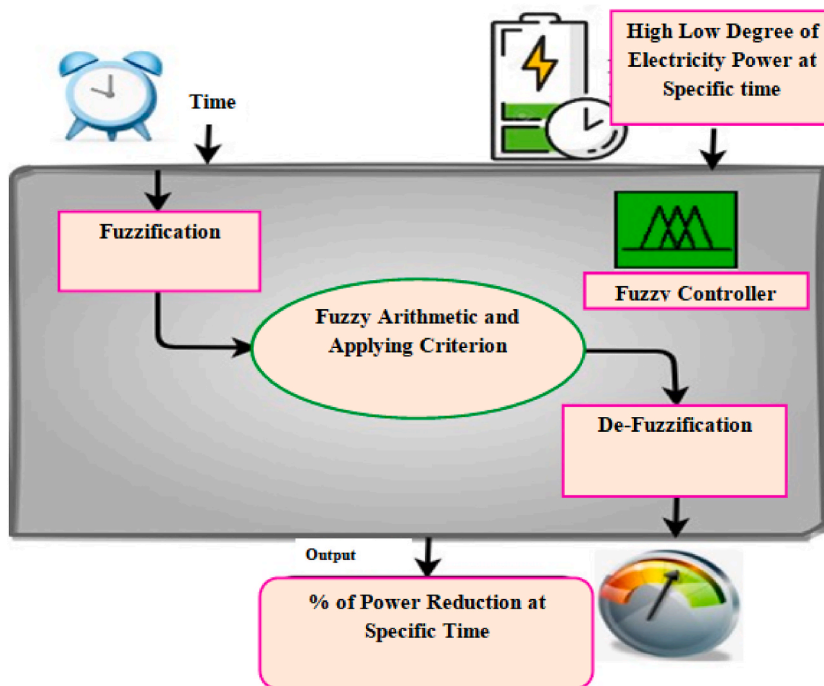 High Low Degree of
Electricity Power at
Specific time
Time
Fuzzification
Fuzzy Controller
Fuzzy Arithmetic and
Applying Criterion
De-Fuzzification
Output
% of Power Reduction at
Specific Time